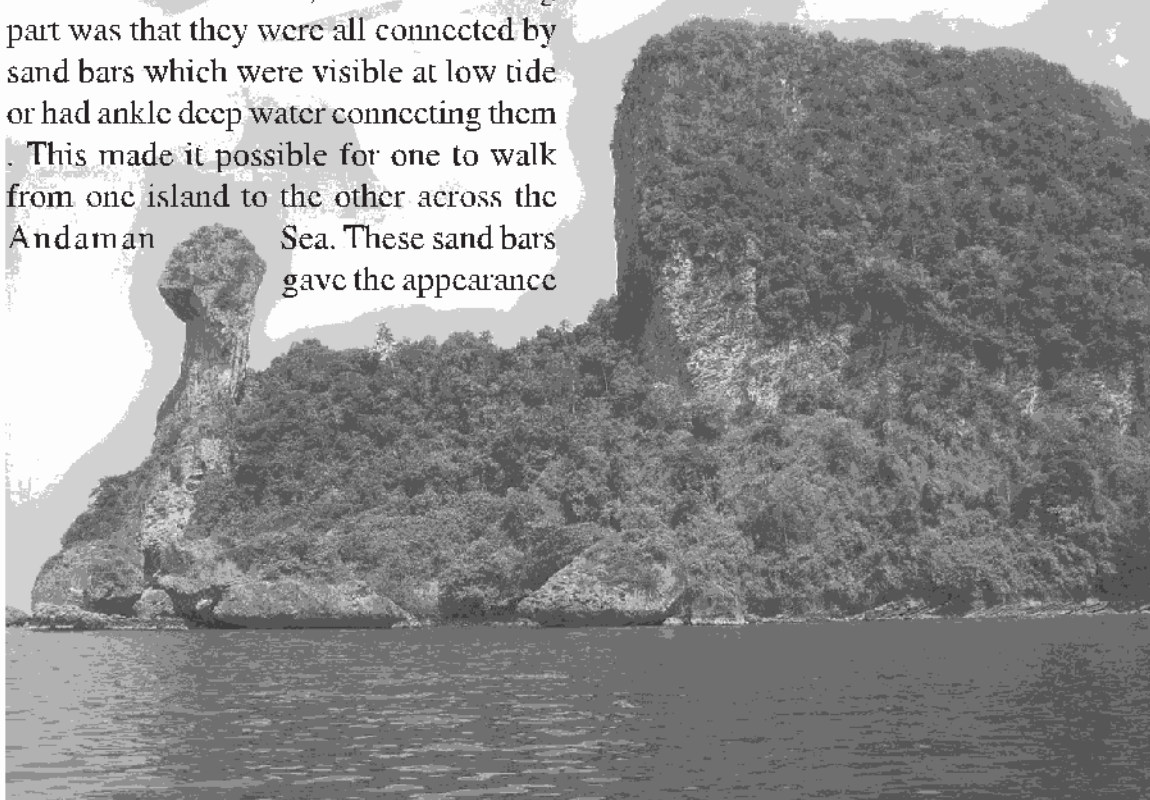 part was that they were all connected by
sand bars which were visible at low tide
or had ankle deep water connecting them
. This made it possible for one to walk
from one island to the other across the
Andaman Sea. These sand bars
gave the appearance